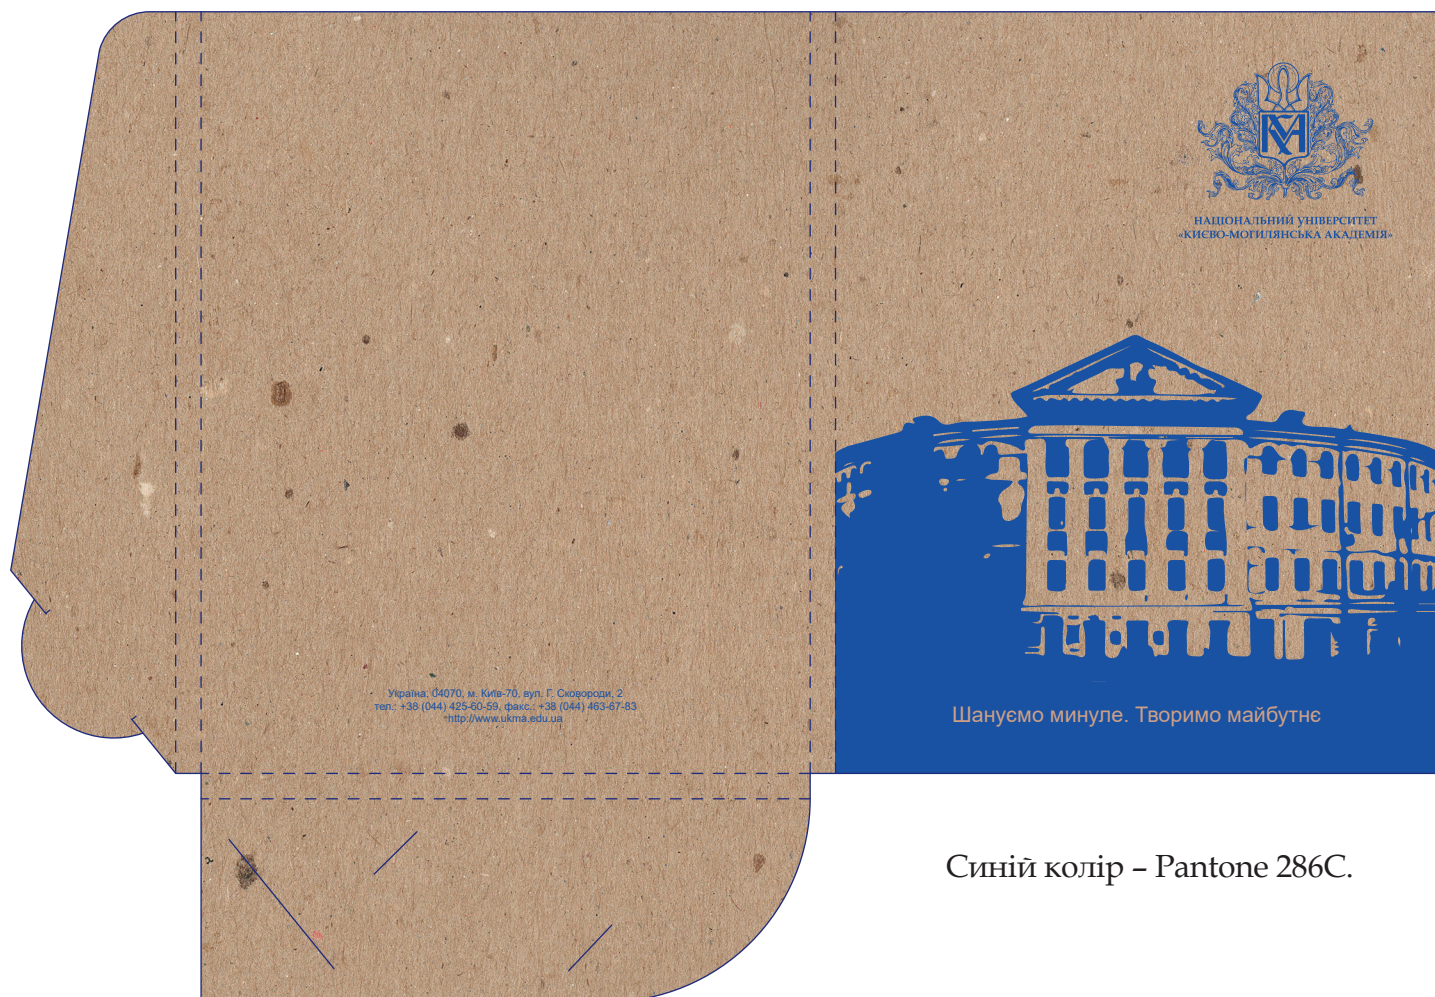 НАЦІОНАЛЬНИЙ УНІВЕРСИТЕТ
«КИЄВО-МОГИЛЯНСЬКА АКАДЕМІЯ»
Україна, 04070, м. Київ-70, вул. Г. Сковороди, 2
тел.: +38 (044) 425-60-59, факс.: +38 (044) 463-67-83
http://www.ukma.edu.ua
Шануємо минуле. Творимо майбутнє
Синій колір – Pantone 286C.